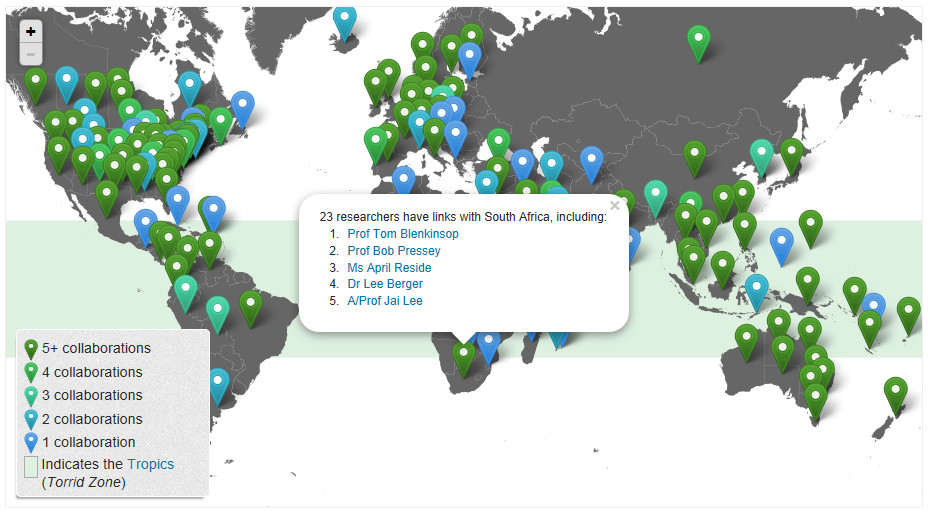 +
−
×
23 researchers have links with South Africa, including:
1. Prof Tom Blenkinsop
2. Prof Bob Pressey
3. Ms April Reside
4. Dr Lee Berger
5. A/Prof Jai Lee
5+ collaborations
4 collaborations
3 collaborations
2 collaborations
1 collaboration
Indicates the Tropics
(Torrid Zone)